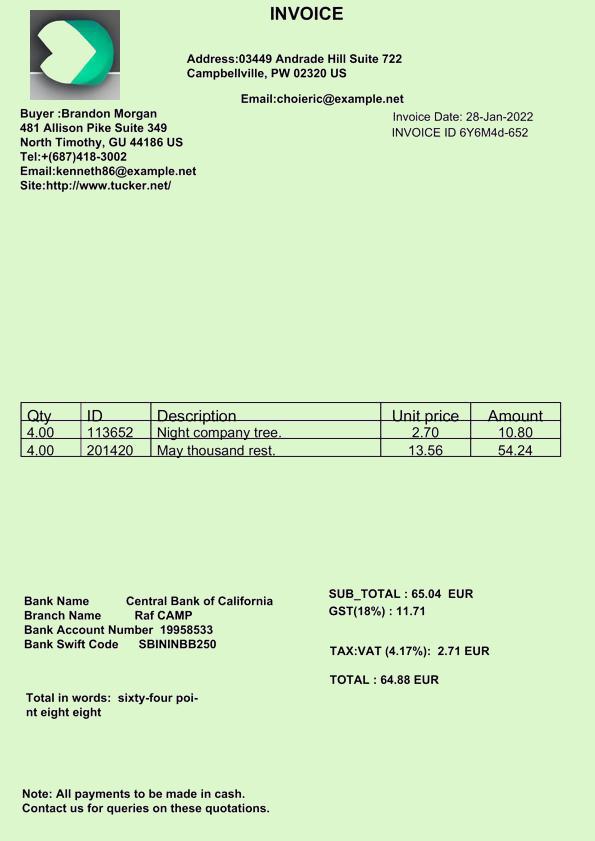 INVOICE
Address:03449 Andrade Hill Suite 722
Campbellville, PW 02320 US
Email:choieric@example.net
Buyer :Brandon Morgan
481 Allison Pike Suite 349
North Timothy, GU 44186 US
Tel:+(687)418-3002
Email:kenneth86@example.net
Site:http://www.tucker.net/
Invoice Date: 28-Jan-2022
INVOICE ID 6Y6M4d-652
Qty ID Description Unit price Amount
4.00 113652 Night company tree. 2.70 10.80
4.00 201420 May thousand rest. 13.56 54.24
SUB_TOTAL : 65.04 EUR
GST(18%) : 11.71
TAX:VAT (4.17%): 2.71 EUR
TOTAL : 64.88 EUR
Bank Name Central Bank of California
Branch Name Raf CAMP
Bank Account Number 19958533
Bank Swift Code SBININBB250
Total in words: sixty-four poi-
nt eight eight
Note: All payments to be made in cash.
Contact us for queries on these quotations.